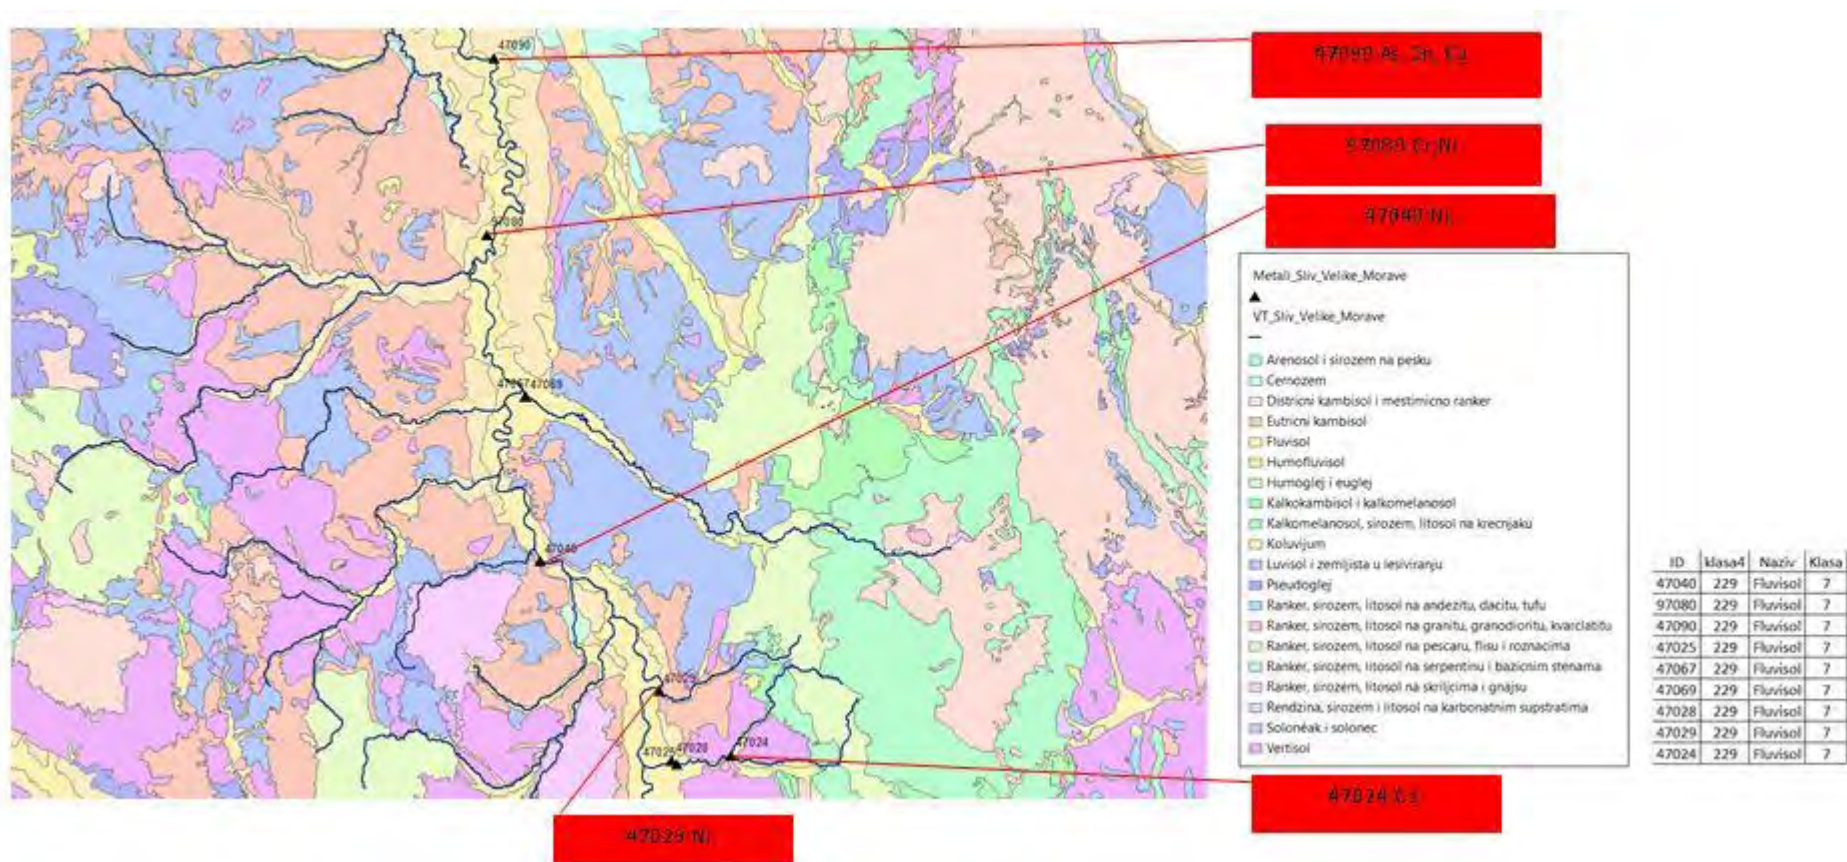 47090
47090 As, Zn,
97080 Cr,Ni
47040 Ni,
97080
47069
47040
47029
47028
47024
47024
47029 Ni,
Metali_Sliv_Velike_Morave
VT_Sliv_Velike_Morave
Arenosol i sirozem na pesku
Cernozem
Districni kambisol i mestimicno ranker
Eutricni kambisol
Fluvisol
Humofluvisol
Humoglej i euglej
Kalkokambisol i kalkomelanosol
Kalkomelanosol, sirozem, litosol na krecnjaku
Koluvijum
Luvisol i zemljista u lesiviranju
Pseudoglej
Ranker, sirozem, litosol na andezitu, dacitu, tufu
Ranker, sirozem, litosol na granitu, granodioritu, kvarclatitu
Ranker, sirozem, litosol na pescaru, flisu i roznacima
Ranker, sirozem, litosol na serpentinu i bazicnim stenama
Ranker, sirozem, litosol na skriljcima i gnajsu
Rendzina, sirozem i litosol na karbonatnim supstratima
Solončak i solonec
Vertisol
ID klasa4 Naziv Klasa
47040 229 Fluvisol 7
97080 229 Fluvisol 7
47090 229 Fluvisol 7
47025 229 Fluvisol 7
47067 229 Fluvisol 7
47069 229 Fluvisol 7
47028 229 Fluvisol 7
47029 229 Fluvisol 7
47024 229 Fluvisol 7